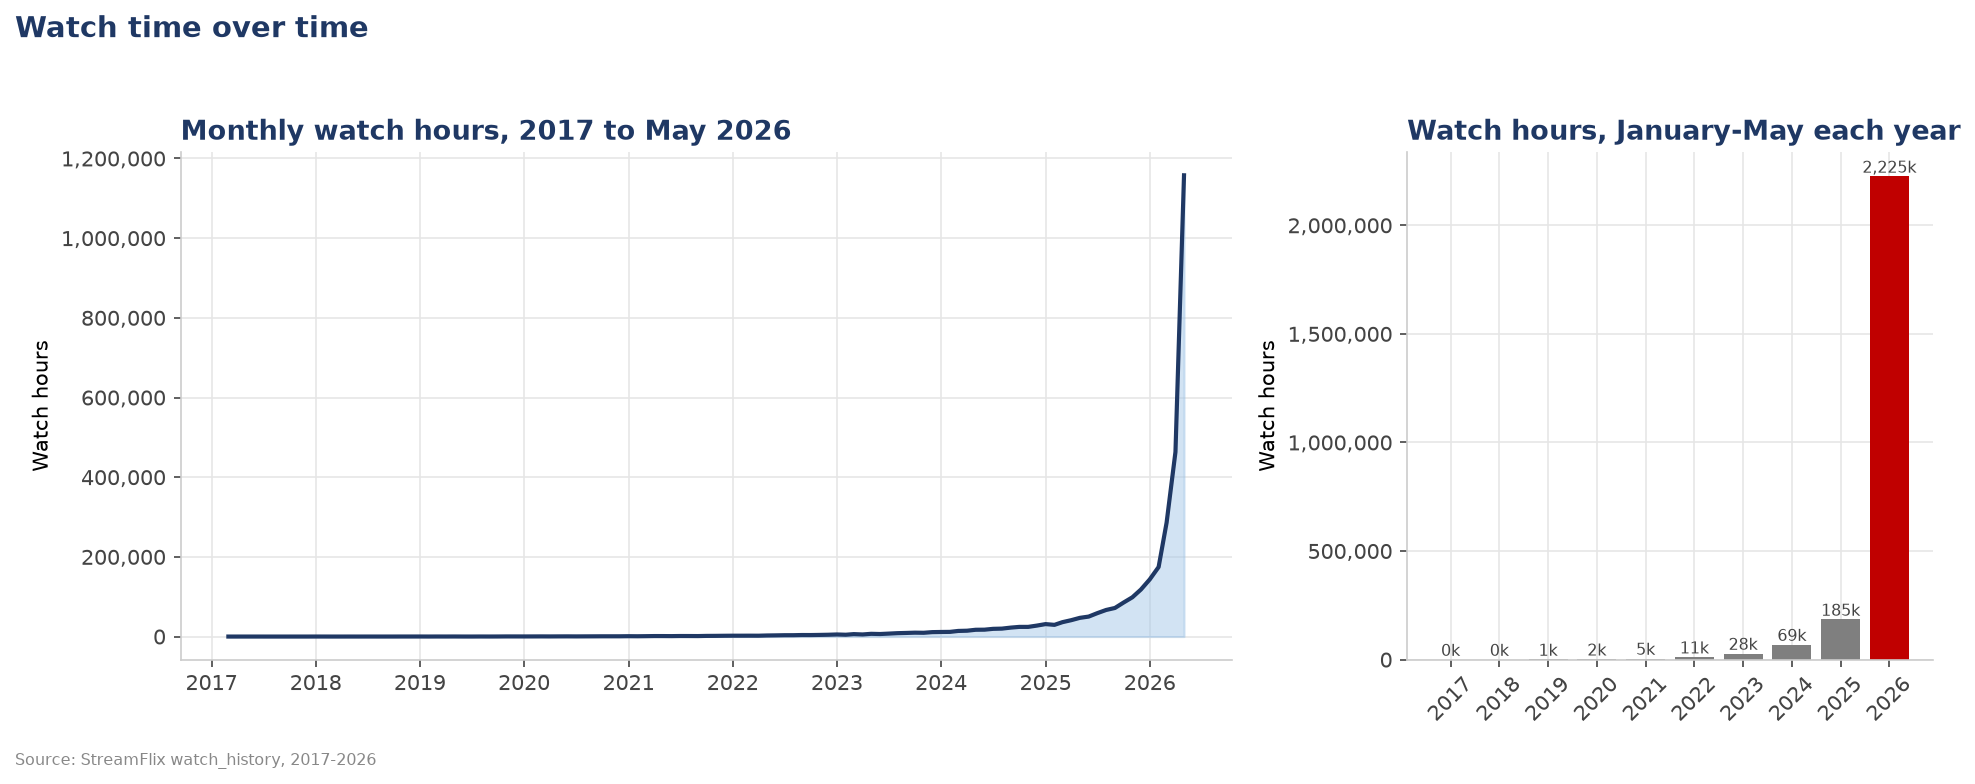 Watch time over time
Monthly watch hours, 2017 to May 2026
Watch hours
1,200,000
1,000,000
800,000
600,000
400,000
200,000
0
2017 2018 2019 2020 2021 2022 2023 2024 2025 2026
Watch hours, January-May each year
Watch hours
2,000,000
1,500,000
1,000,000
500,000
0
0k 0k 1k 2k 5k 11k 28k 69k 185k 2,225k
2017 2018 2019 2020 2021 2022 2023 2024 2025 2026
Source: StreamFlix watch_history, 2017-2026